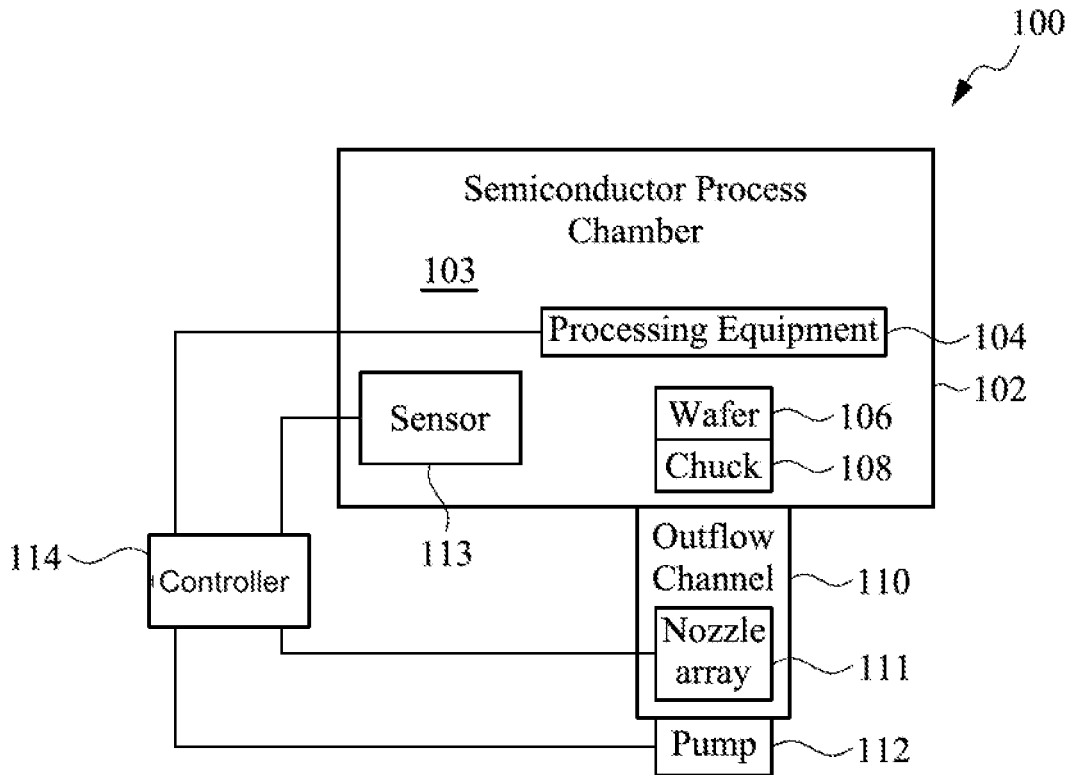 100
Semiconductor Process
Chamber
103
Processing Equipment
104
102
Sensor
Wafer
106
Chuck
108
113
114
Controller
Outflow
Channel
110
Nozzle
array
111
Pump
112